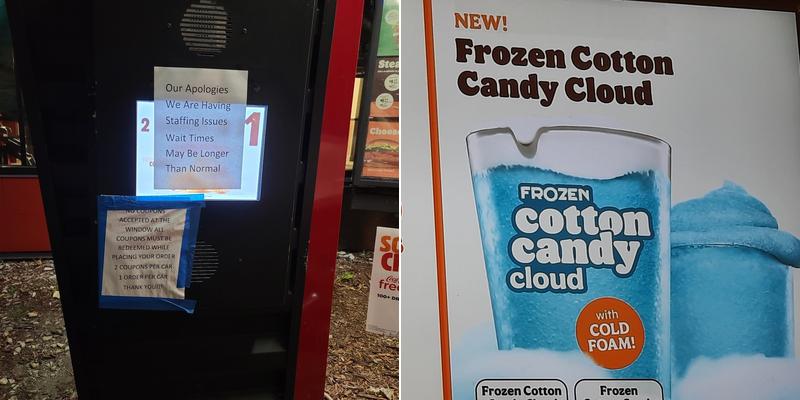 Our Apologies
We Are Having
Staffing Issues
Wait Times
May Be Longer
Than Normal
2
1
NO COUPONS
ACCEPTED AT THE
WINDOW ALL
COUPONS MUST BE
REDEEMED WHILE
PLACING YOUR ORDER
2 COUPONS PER CAR
1 ORDER PER CAR
THANK YOU!!!
NEW!
Frozen Cotton
Candy Cloud
FROZEN
cotton
candy
cloud
with
COLD
FOAM!
Frozen Cotton
Frozen